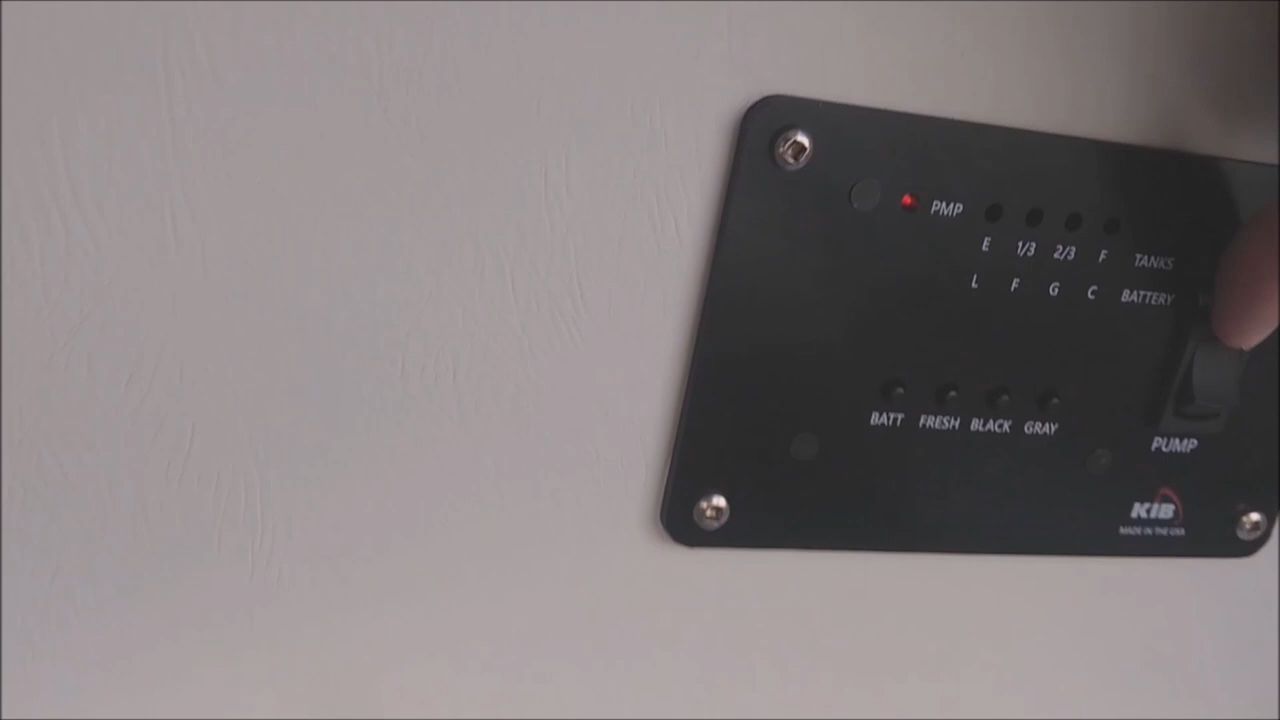 PMP
E 1/3 2/3 F TANKS
L F G C BATTERY
BATT FRESH BLACK GRAY
PUMP
KIB
MADE IN THE USA